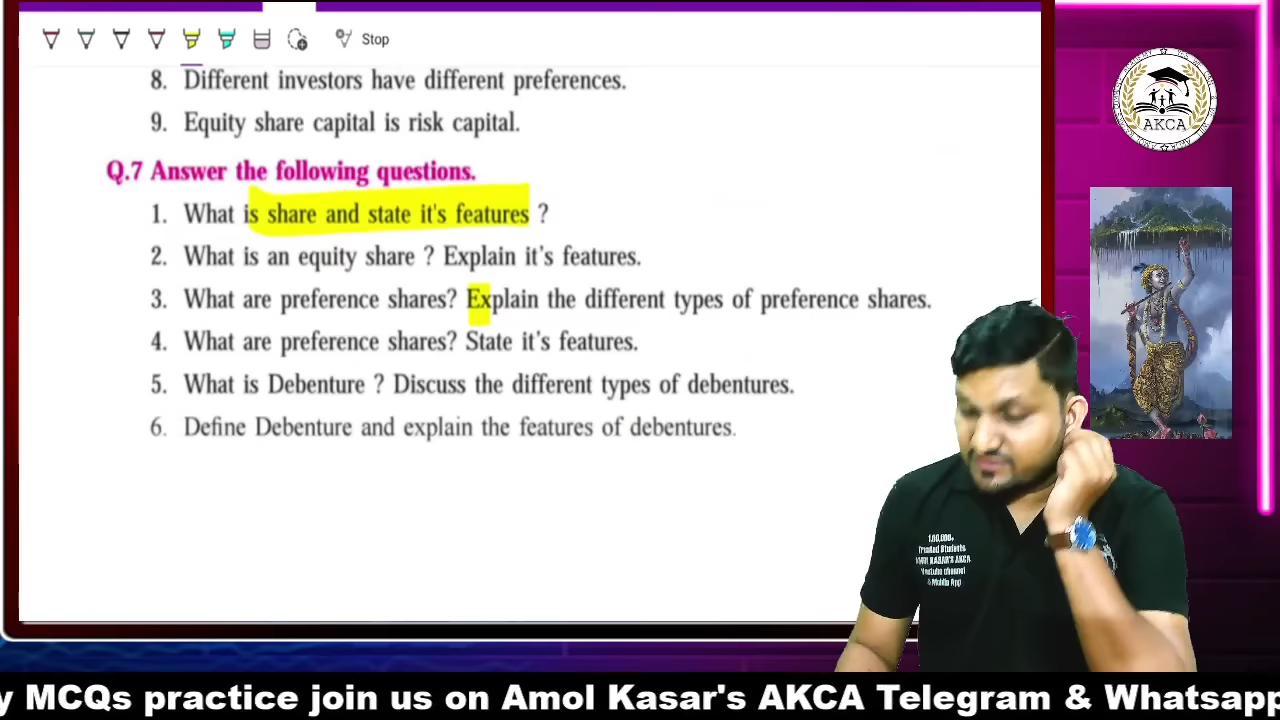 Stop
8. Different investors have different preferences.
9. Equity share capital is risk capital.
Q.7 Answer the following questions.
1. What is share and state it's features ?
2. What is an equity share ? Explain it's features.
3. What are preference shares? Explain the different types of preference shares.
4. What are preference shares? State it's features.
5. What is Debenture ? Discuss the different types of debentures.
6. Define Debenture and explain the features of debentures.
AKCA
1,00,000+
Trusted Students
KASAR'S AKCA
Youtube channel
& Mobile App
y MCQs practice join us on Amol Kasar's AKCA Telegram & Whatsapp